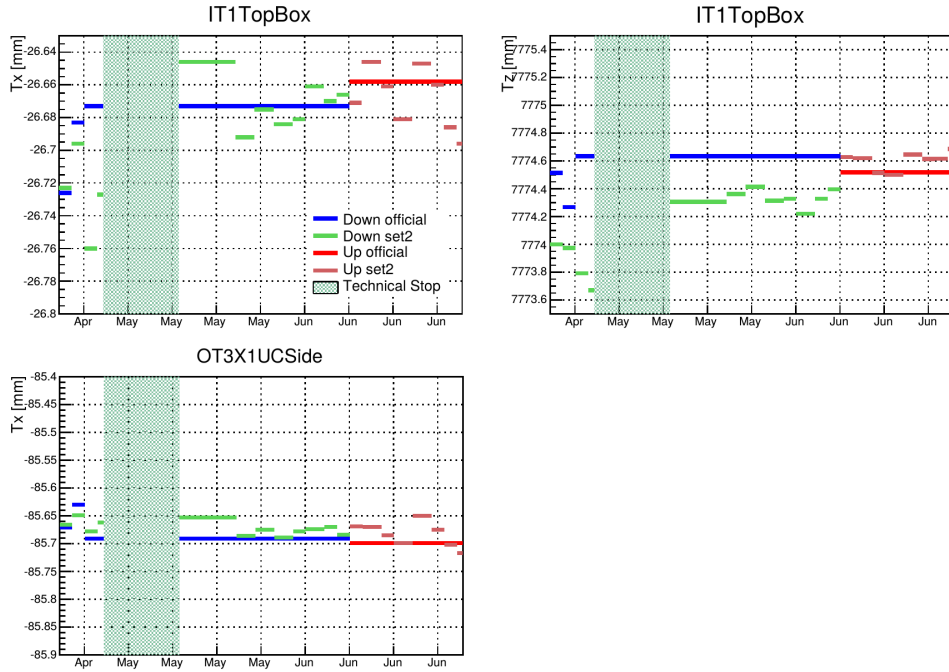 IT1TopBox
Tx [mm]
-26.64
-26.66
-26.68
-26.7
-26.72
-26.74
-26.76
-26.78
-26.8
Down official
Down set2
Up official
Up set2
Technical Stop
Apr May May May May Jun Jun Jun Jun
IT1TopBox
Tz [mm]
7775.4
7775.2
7775
7774.8
7774.6
7774.4
7774.2
7774
7773.8
7773.6
Apr May May May May Jun Jun Jun Jun
OT3X1UCSide
Tx [mm]
-85.4
-85.45
-85.5
-85.55
-85.6
-85.65
-85.7
-85.75
-85.8
-85.85
-85.9
Apr May May May May Jun Jun Jun Jun